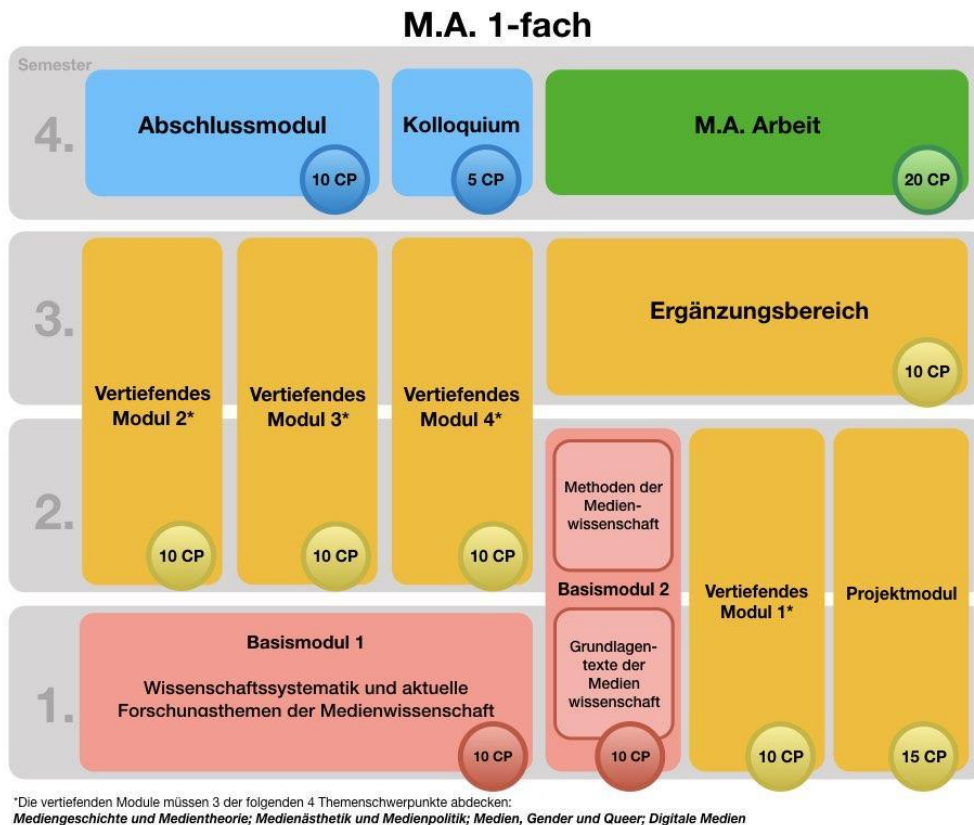 M.A. 1-fach
Semester
4.
Abschlussmodul
10 CP
Kolloquium
5 CP
M.A. Arbeit
20 CP
3.
Ergänzungsbereich
10 CP
Vertiefendes
Modul 2*
10 CP
Vertiefendes
Modul 3*
10 CP
Vertiefendes
Modul 4*
10 CP
2.
Methoden der
Medien-
wissenschaft
Basismodul 2
Grundlagen-
texte der
Medien
wissenschaft
10 CP
Vertiefendes
Modul 1*
10 CP
Projektmodul
15 CP
1.
Basismodul 1
Wissenschaftssystematik und aktuelle
Forschungsthemen der Medienwissenschaft
10 CP
*Die vertiefenden Module müssen 3 der folgenden 4 Themenschwerpunkte abdecken:
Mediengeschichte und Medientheorie; Medienästhetik und Medienpolitik; Medien, Gender und Queer; Digitale Medien